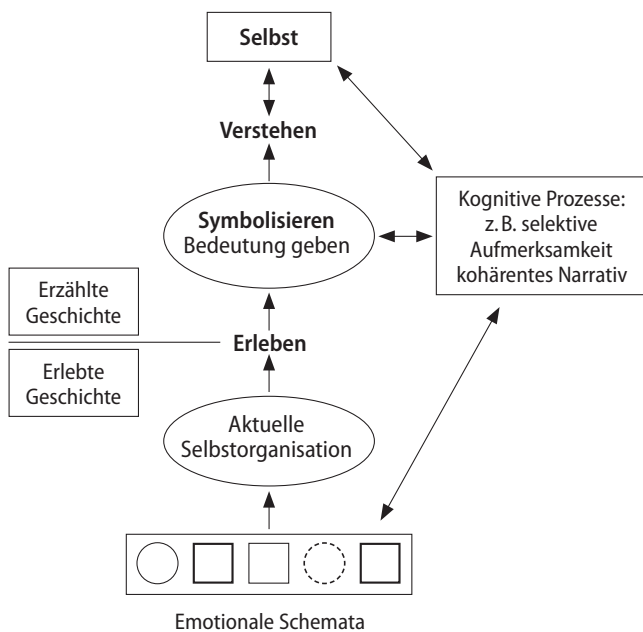 Selbst
Verstehen
Symbolisieren
Bedeutung geben
Kognitive Prozesse:
z. B. selektive
Aufmerksamkeit
kohärentes Narrativ
Erzählte
Geschichte
Erleben
Erlebte
Geschichte
Aktuelle
Selbstorganisation
Emotionale Schemata